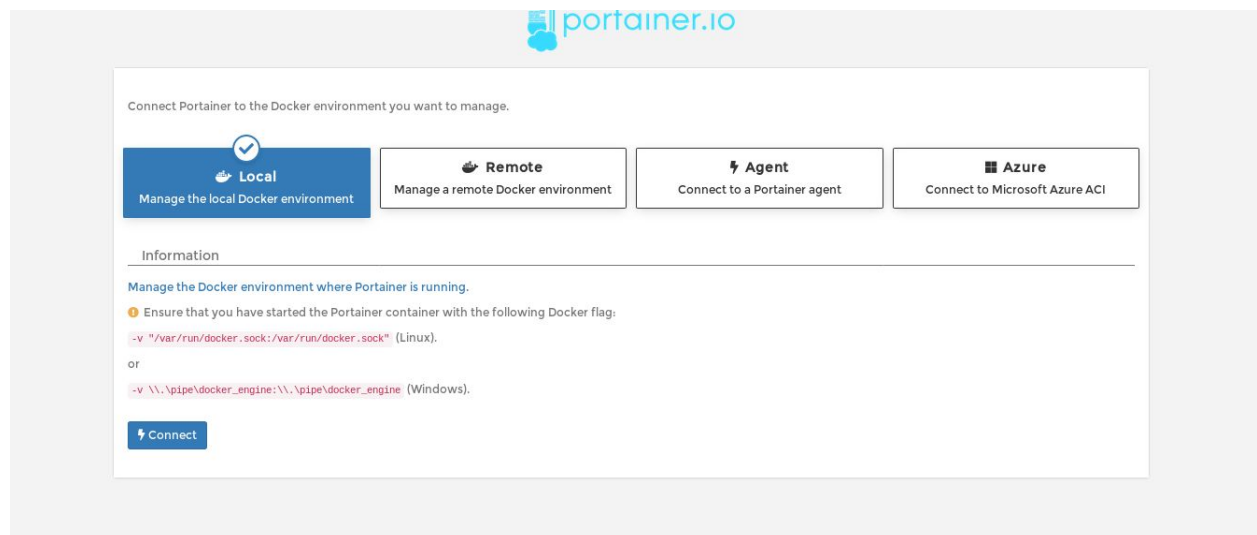 portainer.io
Connect Portainer to the Docker environment you want to manage.
Local
Manage the local Docker environment
Remote
Manage a remote Docker environment
Agent
Connect to a Portainer agent
Azure
Connect to Microsoft Azure ACI
Information
Manage the Docker environment where Portainer is running.
Ensure that you have started the Portainer container with the following Docker flag:
-v "/var/run/docker.sock:/var/run/docker.sock" (Linux).
or
-v \\.\pipe\docker_engine:\\.\pipe\docker_engine (Windows).
Connect